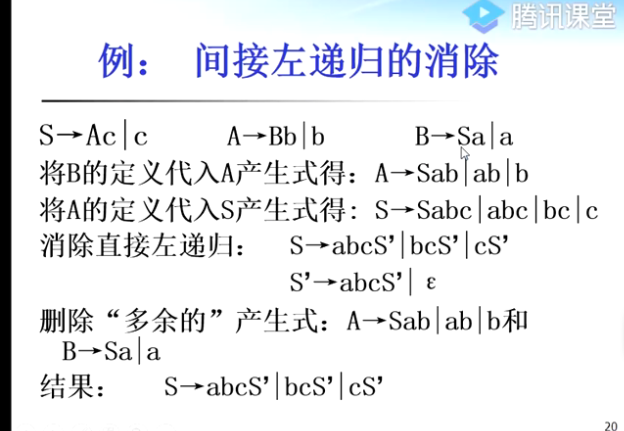 腾讯课堂
例： 间接左递归的消除
S→Ac|c A→Bb|b B→Sa|a
将B的定义代入A产生式得：A→Sab|ab|b
将A的定义代入S产生式得：S→Sabc|abc|bc|c
消除直接左递归： S→abcS’|bcS’|cS’
S’→abcS’| ε
删除“多余的”产生式：A→Sab|ab|b和
B→Sa|a
结果： S→abcS’|bcS’|cS’
20